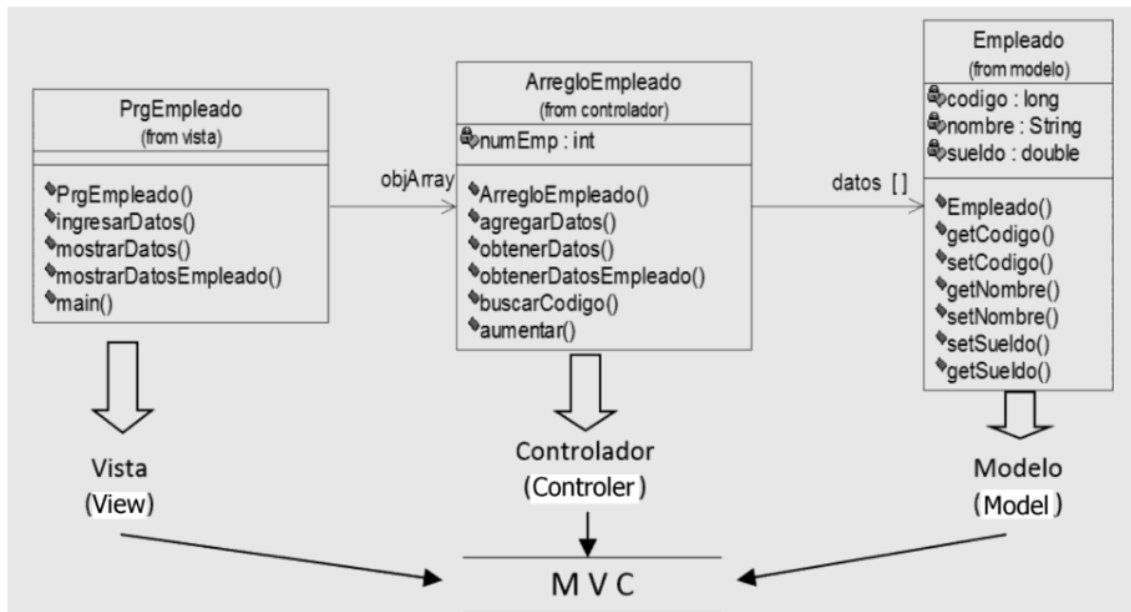 PrgEmpleado
(from vista)
PrgEmpleado()
ingresarDatos()
mostrarDatos()
mostrarDatosEmpleado()
main()
objArray
ArregloEmpleado
(from controlador)
numEmp : int
ArregloEmpleado()
agregarDatos()
obtenerDatos()
obtenerDatosEmpleado()
buscarCodigo()
aumentar()
datos []
Empleado
(from modelo)
codigo : long
nombre : String
sueldo : double
Empleado()
getCodigo()
setCodigo()
getNombre()
setNombre()
setSueldo()
getSueldo()
Vista
(View)
Controlador
(Controler)
Modelo
(Model)
M V C